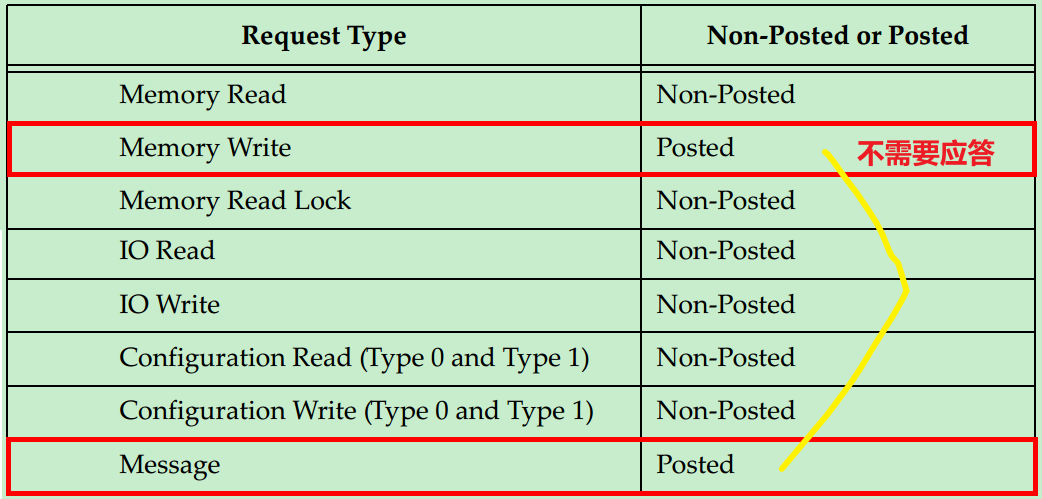 Request Type Non-Posted or Posted
Memory Read Non-Posted
Memory Write Posted 不需要应答
Memory Read Lock Non-Posted
IO Read Non-Posted
IO Write Non-Posted
Configuration Read (Type 0 and Type 1) Non-Posted
Configuration Write (Type 0 and Type 1) Non-Posted
Message Posted